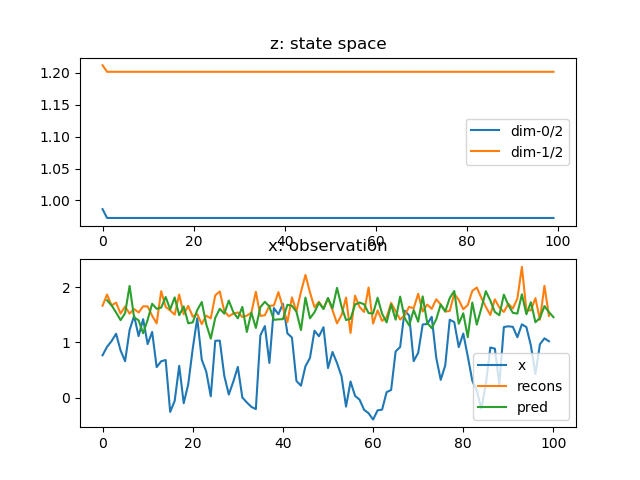 z: state space
1.20
1.15
1.10
1.05
1.00
dim-0/2
dim-1/2
0 20 40 60 80 100
x: observation
2
1
0
x
recons
pred
0 20 40 60 80 100